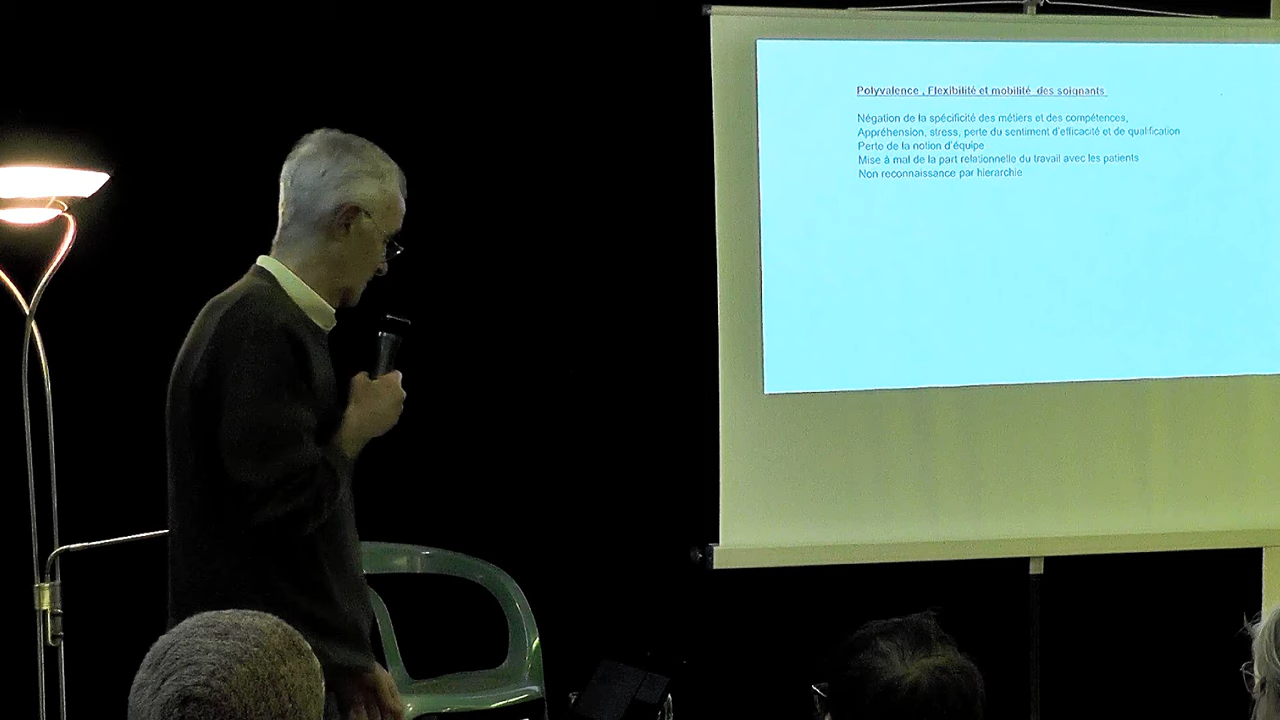 Polyvalence , Flexibilité et mobilité des soignants
Négation de la spécificité des métiers et des compétences,
Appréhension, stress, perte du sentiment d'efficacité et de qualification
Perte de la notion d'équipe
Mise à mal de la part relationnelle du travail avec les patients
Non reconnaissance par hierarchie